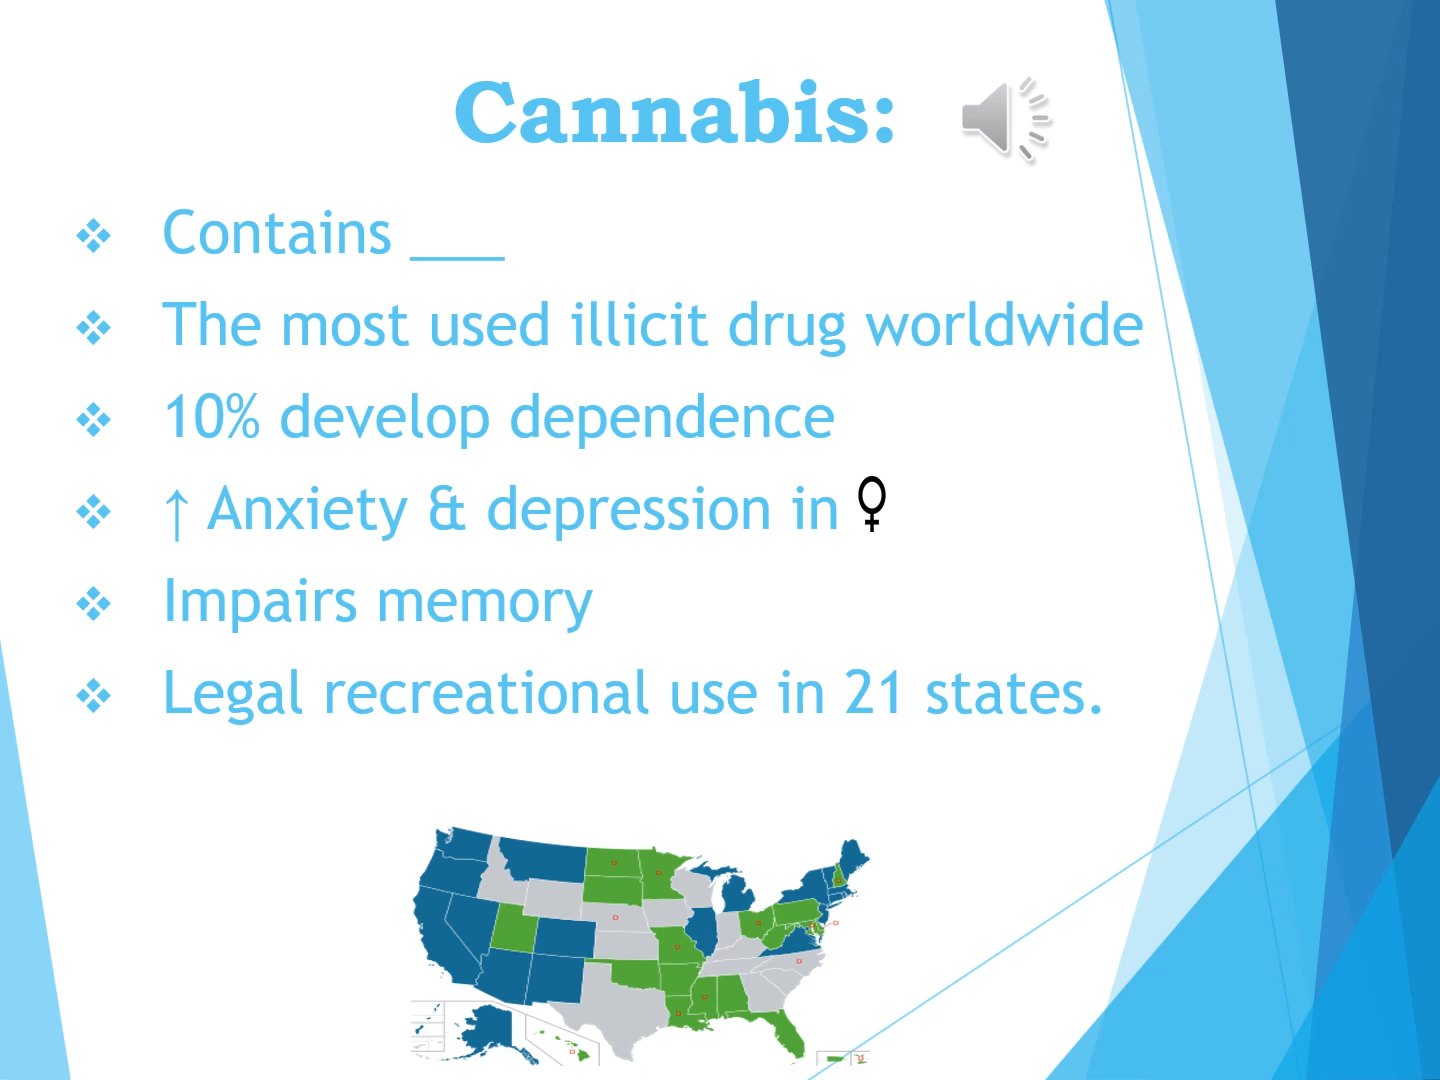 Cannabis:
❖ Contains ___
❖ The most used illicit drug worldwide
❖ 10% develop dependence
❖ ↑ Anxiety & depression in ♀
❖ Impairs memory
❖ Legal recreational use in 21 states.